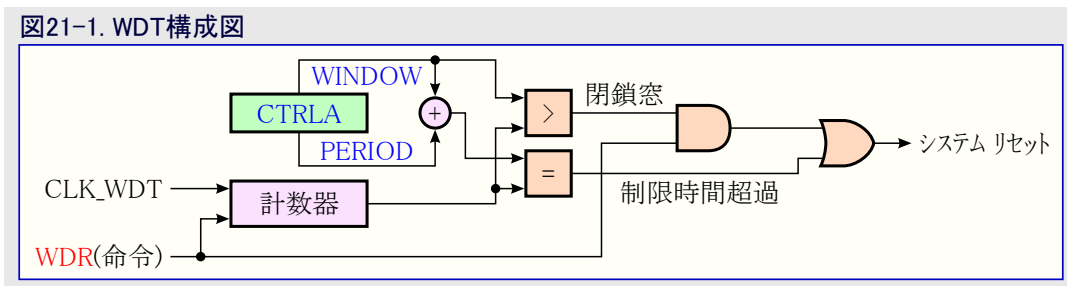 図21-1. WDT構成図
WINDOW
CTRLA
+
PERIOD
>
閉鎖窓
=
制限時間超過
システム リセット
CLK_WDT
計数器
WDR(命令)